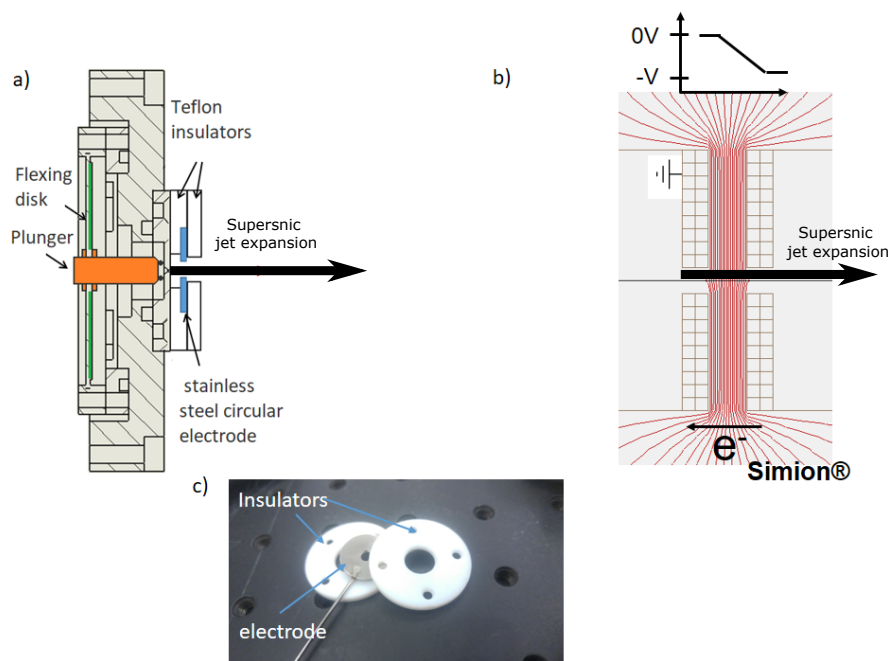 a)
Teflon
insulators
Flexing
disk
Plunger
Supersnic
jet expansion
stainless
steel circular
electrode
b)
0V
-V
Supersnic
jet expansion
e-
Simion®
c)
Insulators
electrode